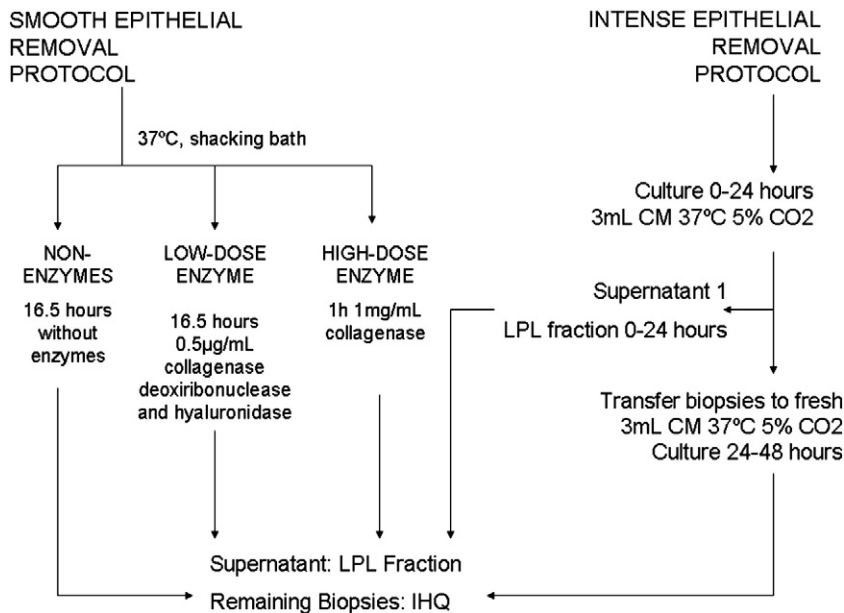 SMOOTH EPITHELIAL
REMOVAL
PROTOCOL
37ºC, shacking bath
NON-
ENZYMES
16.5 hours
without
enzymes
LOW-DOSE
ENZYME
16.5 hours
0.5µg/mL
collagenase
deoxiribonuclease
and hyaluronidase
HIGH-DOSE
ENZYME
1h 1mg/mL
collagenase
INTENSE EPITHELIAL
REMOVAL
PROTOCOL
Culture 0-24 hours
3mL CM 37ºC 5% CO2
Supernatant 1
LPL fraction 0-24 hours
Transfer biopsies to fresh
3mL CM 37ºC 5% CO2
Culture 24-48 hours
Supernatant: LPL Fraction
Remaining Biopsies: IHQ